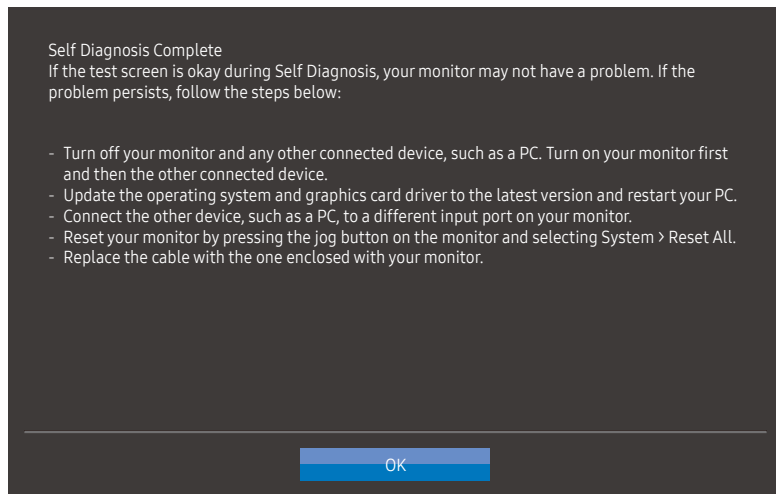 Self Diagnosis Complete
If the test screen is okay during Self Diagnosis, your monitor may not have a problem. If the
problem persists, follow the steps below:
- Turn off your monitor and any other connected device, such as a PC. Turn on your monitor first
and then the other connected device.
- Update the operating system and graphics card driver to the latest version and restart your PC.
- Connect the other device, such as a PC, to a different input port on your monitor.
- Reset your monitor by pressing the jog button on the monitor and selecting System > Reset All.
- Replace the cable with the one enclosed with your monitor.
OK